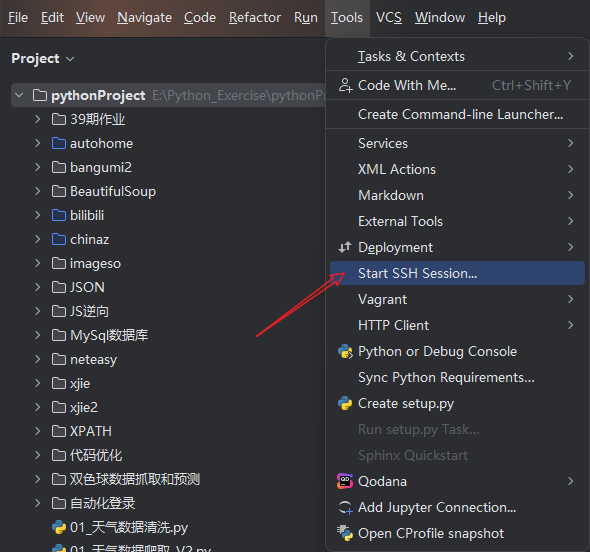 File Edit View Navigate Code Refactor Run Tools VCS Window Help
Project
pythonProject E:\Python_Exercise\pythonPr
39期作业
autohome
bangumi2
BeautifulSoup
bilibili
chinaz
imageso
JSON
JS逆向
MySql数据库
neteasy
xjie
xjie2
XPATH
代码优化
双色球数据抓取和预测
自动化登录
01_天气数据清洗.py
01_天气数据爬取_V2.py
Tasks & Contexts
Code With Me... Ctrl+Shift+Y
Create Command-line Launcher...
Services
XML Actions
Markdown
External Tools
Deployment
Start SSH Session...
Vagrant
HTTP Client
Python or Debug Console
Sync Python Requirements...
Create setup.py
Run setup.py Task...
Sphinx Quickstart
Qodana
Add Jupyter Connection...
Open CProfile snapshot